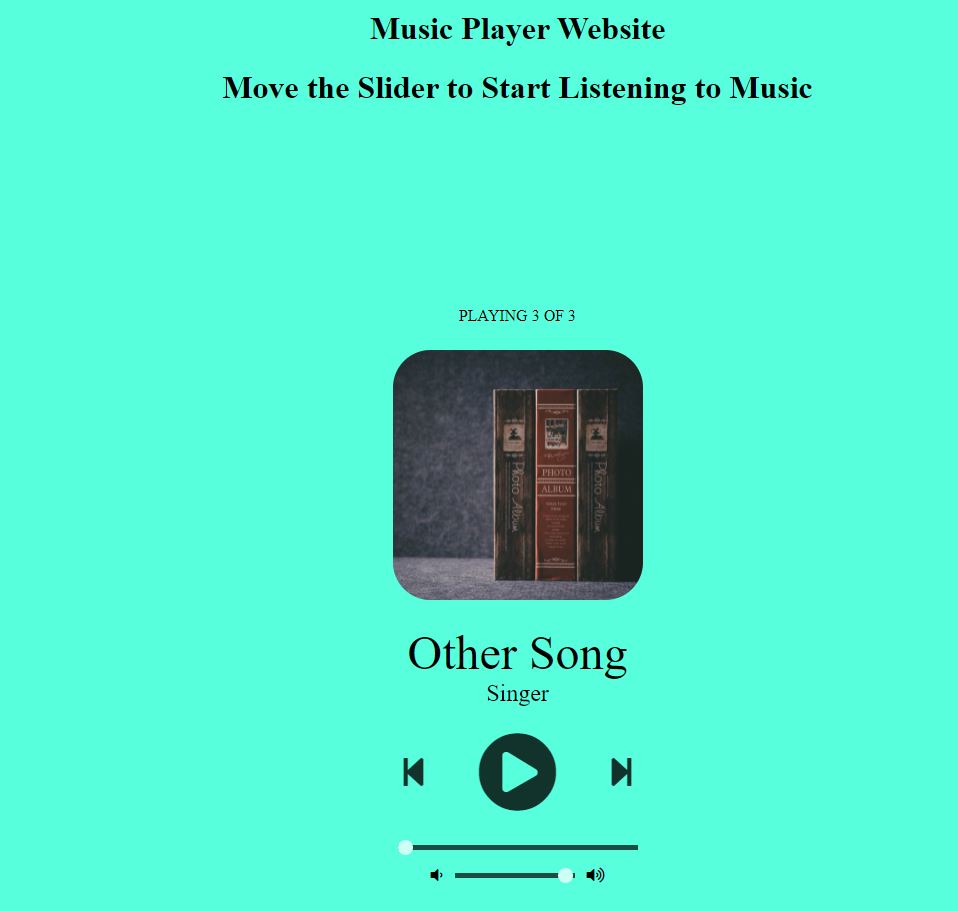 Music Player Website
Move the Slider to Start Listening to Music
PLAYING 3 OF 3
Photo Album
PHOTO
ALBUM
Photo Album
Other Song
Singer